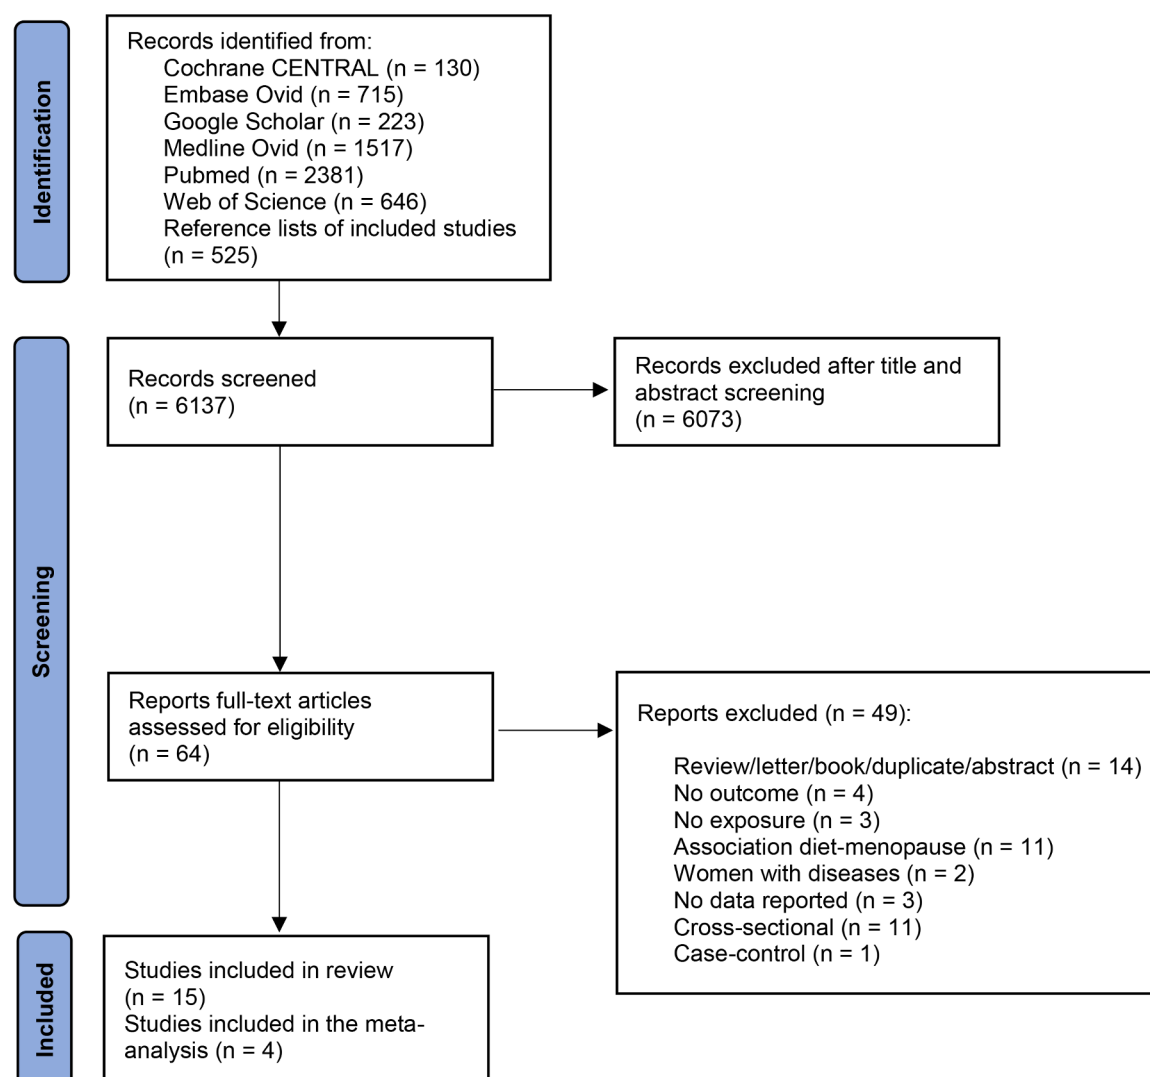 Identification
Records identified from:
Cochrane CENTRAL (n = 130)
Embase Ovid (n = 715)
Google Scholar (n = 223)
Medline Ovid (n = 1517)
Pubmed (n = 2381)
Web of Science (n = 646)
Reference lists of included studies
(n = 525)
Screening
Records screened
(n = 6137)
Records excluded after title and
abstract screening
(n = 6073)
Reports full-text articles
assessed for eligibility
(n = 64)
Reports excluded (n = 49):
Review/letter/book/duplicate/abstract (n = 14)
No outcome (n = 4)
No exposure (n = 3)
Association diet-menopause (n = 11)
Women with diseases (n = 2)
No data reported (n = 3)
Cross-sectional (n = 11)
Case-control (n = 1)
Included
Studies included in review
(n = 15)
Studies included in the meta-
analysis (n = 4)